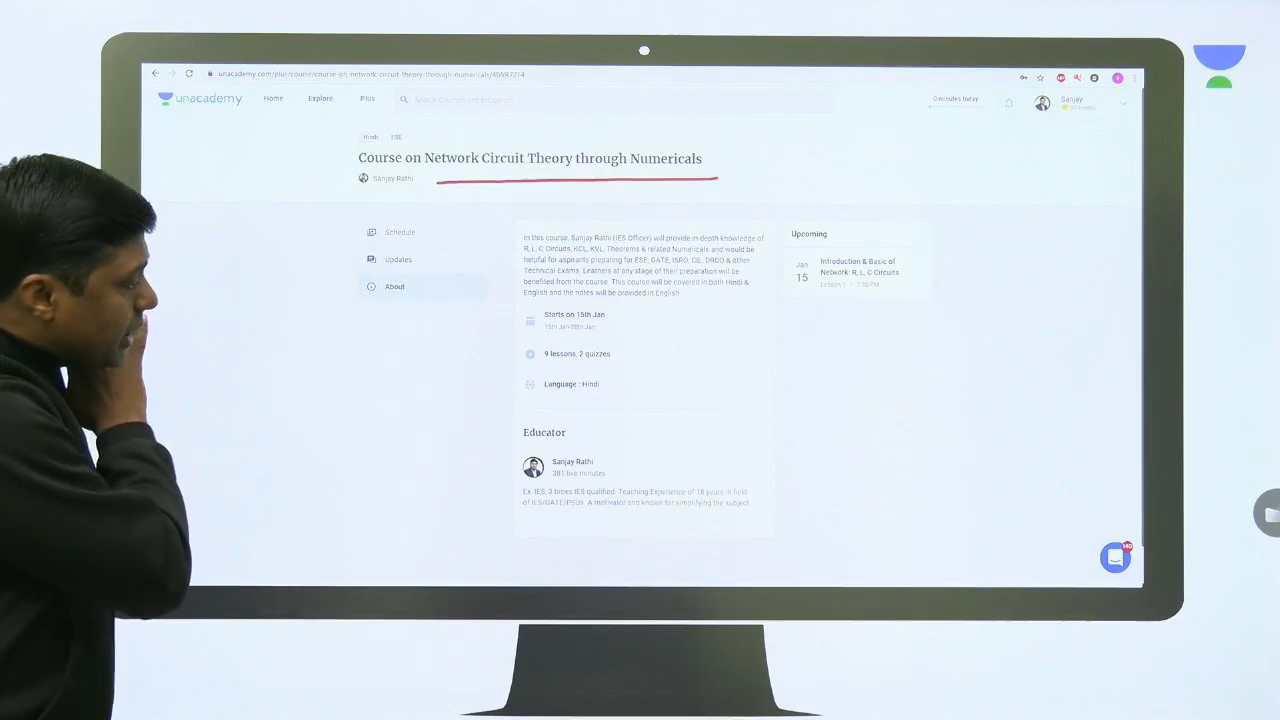 unacademy.com/plus/course/course-on-network-circuit-theory-through-numericals/
unacademy Home Explore Plus Search Courses and Educators 0 minutes today Sanjay
Hindi ESE
Course on Network Circuit Theory through Numericals
Sanjay Rathi
Schedule
Updates
About
In this course, Sanjay Rathi (IES Officer) will provide in-depth knowledge of
R, L, C Circuits, KCL, KVL, Theorems & related Numericals and would be
helpful for aspirants preparing for ESE, GATE, ISRO, CIL, DRDO & other
Technical Exams. Learners at any stage of their preparation will be
benefited from the course. This course will be covered in both Hindi &
English and the notes will be provided in English.
Starts on 15th Jan
15th Jan-28th Jan
9 lessons, 2 quizzes
Language : Hindi
Educator
Sanjay Rathi
381 live minutes
Ex. IES, 3 times IES qualified. Teaching Experience of 18 years in field
of IES/GATE/PSUs. A motivator and known for simplifying the subject
Upcoming
Jan
15
Introduction & Basic of
Network: R, L, C Circuits
Lesson 1 • 7:30 PM
140